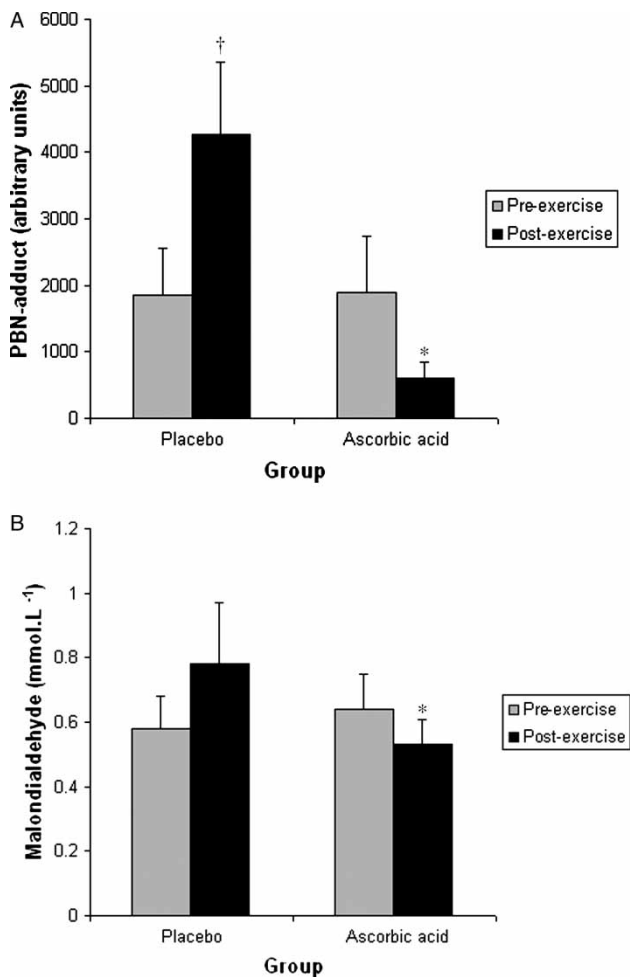 A
PBN-adduct (arbitrary units)
6000
5000
4000
3000
2000
1000
0
†
*
Placebo
Ascorbic acid
Group
Pre-exercise
Post-exercise
B
Malondialdehyde (mmol.L -1)
1.2
1
0.8
0.6
0.4
0.2
0
*
Placebo
Ascorbic acid
Group
Pre-exercise
Post-exercise